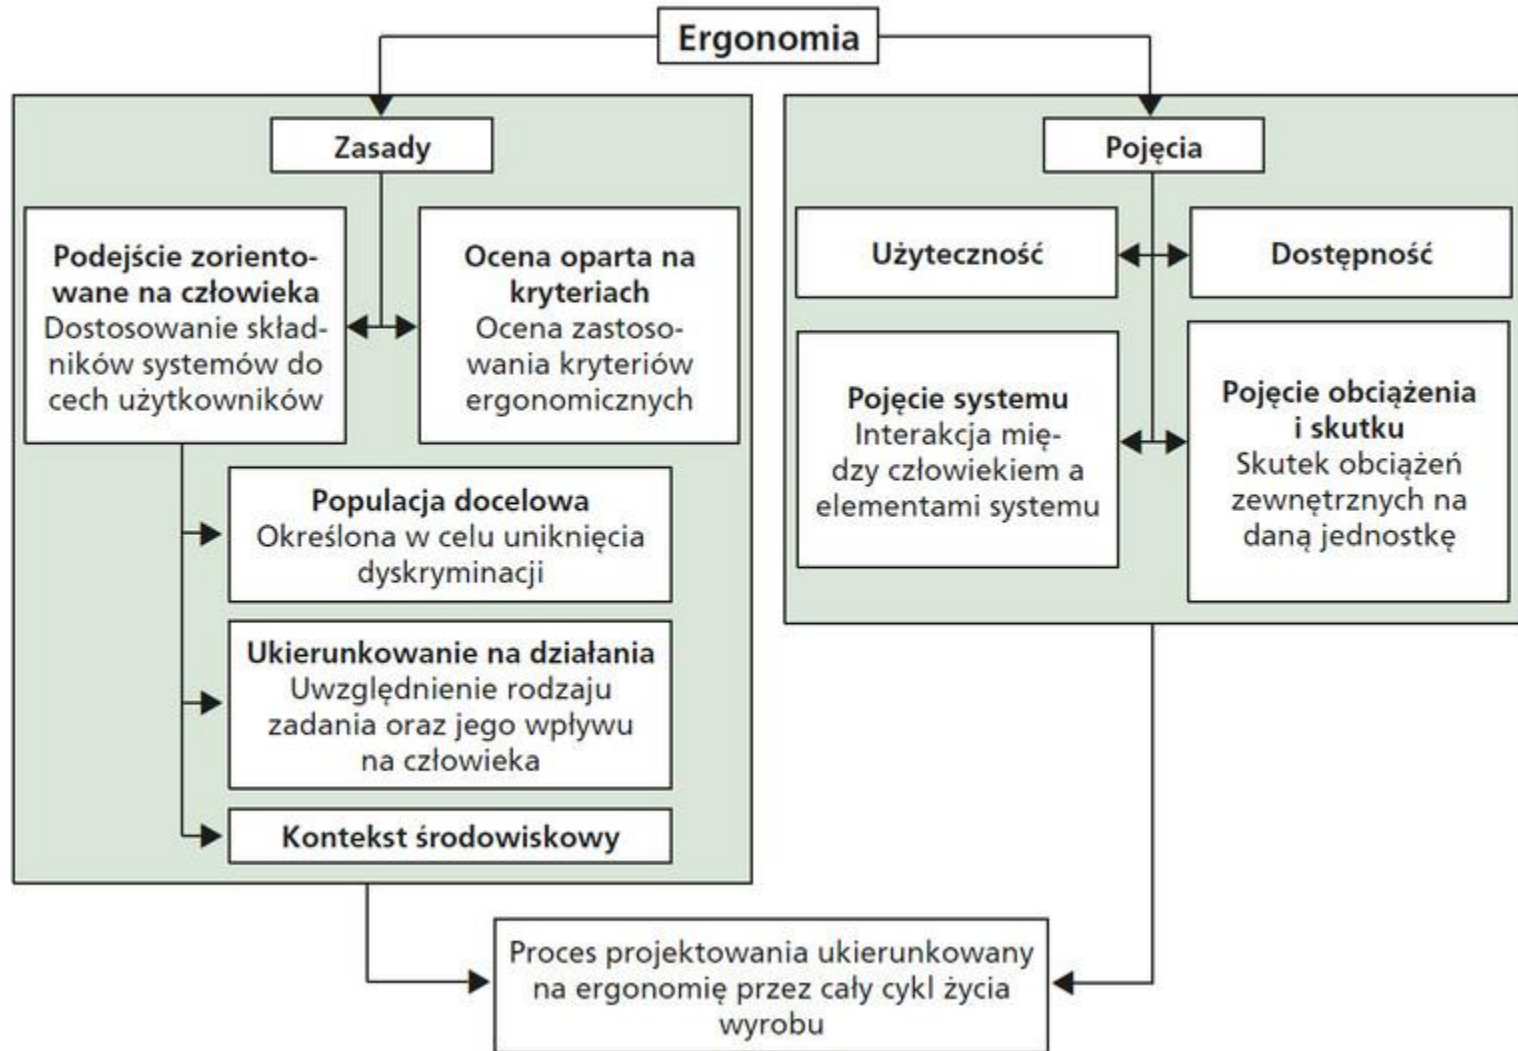 Ergonomia
Zasady
Podejście zoriento-
wane na człowieka
Dostosowanie skład-
ników systemów do
cech użytkowników
Ocena oparta na
kryteriach
Ocena zastoso-
wania kryteriów
ergonomicznych
Populacja docelowa
Określona w celu uniknięcia
dyskryminacji
Ukierunkowanie na działania
Uwzględnienie rodzaju
zadania oraz jego wpływu
na człowieka
Kontekst środowiskowy
Pojęcia
Użyteczność
Dostępność
Pojęcie systemu
Interakcja mię-
dzy człowiekiem a
elementami systemu
Pojęcie obciążenia
i skutku
Skutek obciążeń
zewnętrznych na
daną jednostkę
Proces projektowania ukierunkowany
na ergonomię przez cały cykl życia
wyrobu